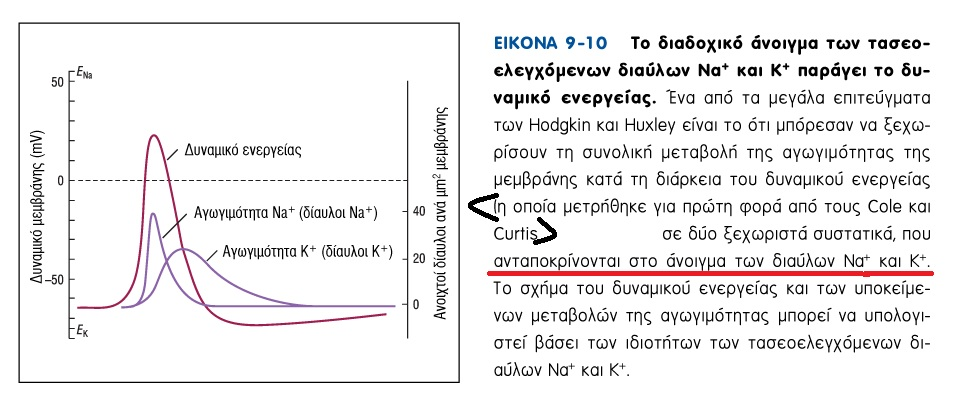 E_Na
50
0
–50
E_K
Δυναμικό μεμβράνης (mV)
Δυναμικό ενεργείας
Αγωγιμότητα Na⁺ (δίαυλοι Na⁺)
Αγωγιμότητα K⁺ (δίαυλοι K⁺)
40
20
0
Ανοιχτοί δίαυλοι ανά μm² μεμβράνης
ΕΙΚΟΝΑ 9-10 Το διαδοχικό άνοιγμα των τασεο-
ελεγχόμενων διαύλων Na⁺ και K⁺ παράγει το δυ-
ναμικό ενεργείας. Ένα από τα μεγάλα επιτεύγματα
των Hodgkin και Huxley είναι το ότι μπόρεσαν να ξεχω-
ρίσουν τη συνολική μεταβολή της αγωγιμότητας της
μεμβράνης κατά τη διάρκεια του δυναμικού ενεργείας
(η οποία μετρήθηκε για πρώτη φορά από τους Cole και
Curtis) σε δύο ξεχωριστά συστατικά, που
ανταποκρίνονται στο άνοιγμα των διαύλων Na⁺ και K⁺.
Το σχήμα του δυναμικού ενεργείας και των υποκείμε-
νων μεταβολών της αγωγιμότητας μπορεί να υπολογι-
στεί βάσει των ιδιοτήτων των τασεοελεγχόμενων δι-
αύλων Na⁺ και K⁺.